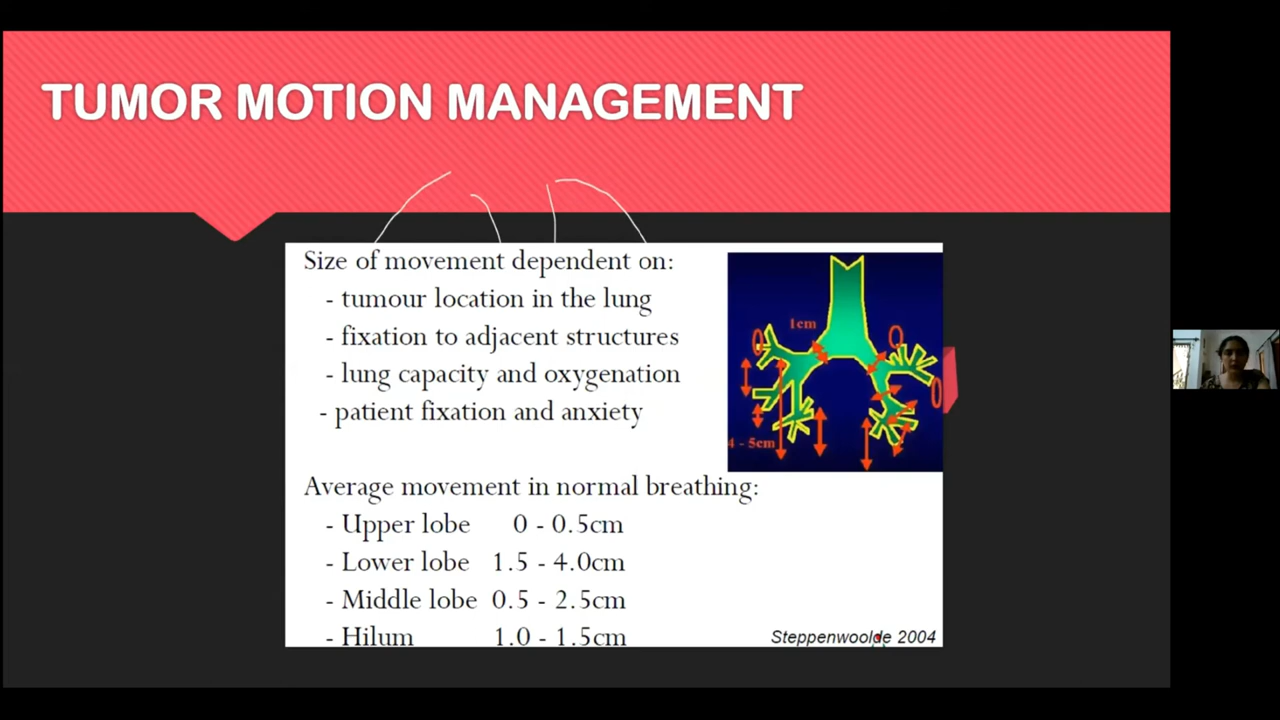 TUMOR MOTION MANAGEMENT
Size of movement dependent on:
- tumour location in the lung
- fixation to adjacent structures
- lung capacity and oxygenation
- patient fixation and anxiety
1cm
0
0
0
4 - 5cm
Average movement in normal breathing:
- Upper lobe 0 - 0.5cm
- Lower lobe 1.5 - 4.0cm
- Middle lobe 0.5 - 2.5cm
- Hilum 1.0 - 1.5cm
Steppenwoolde 2004